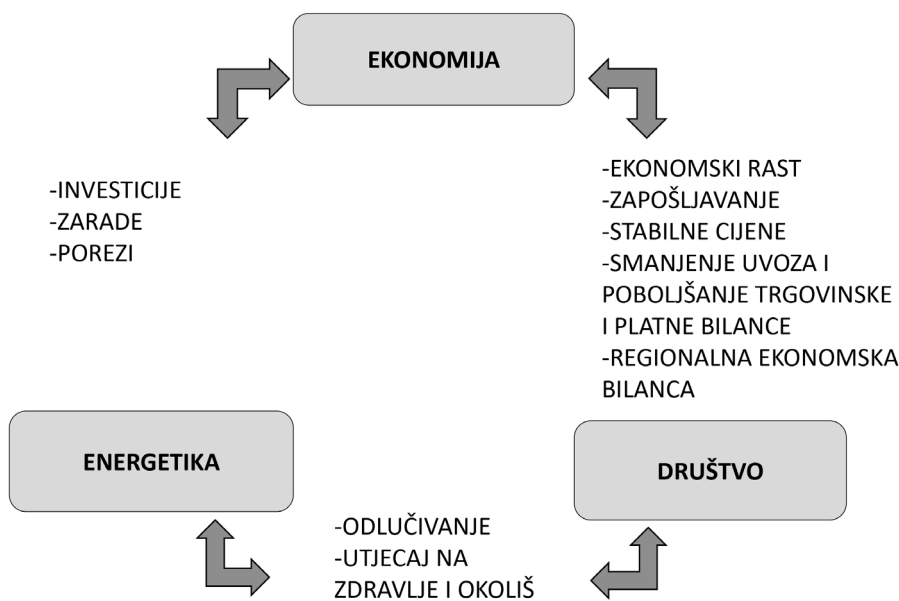 EKONOMIJA
-INVESTICIJE
-ZARADE
-POREZI
-EKONOMSKI RAST
-ZAPOŠLJAVANJE
-STABILNE CIJENE
-SMANJENJE UVOZA I
POBOLJŠANJE TRGOVINSKE
I PLATNE BILANCE
-REGIONALNA EKONOMSKA
BILANCA
ENERGETIKA
DRUŠTVO
-ODLUČIVANJE
-UTJECAJ NA
ZDRAVLJE I OKOLIŠ